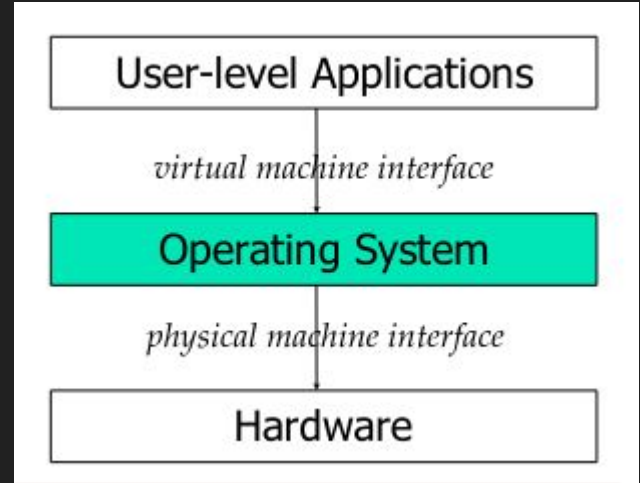 User-level Applications
virtual machine interface
Operating System
physical machine interface
Hardware